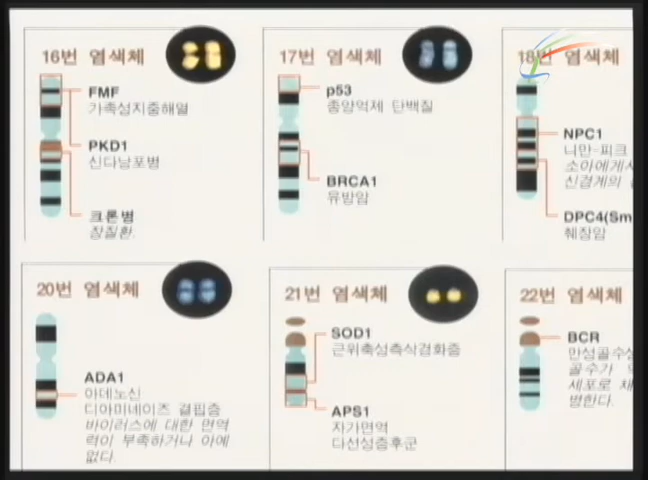 16번 염색체
FMF
가족성지중해열
PKD1
신다낭포병
크론병
장질환.
17번 염색체
p53
종양억제 단백질
BRCA1
유방암
18번 염색체
NPC1
니만-피크
소아에게서
신경계의
DPC4(Sm
췌장암
20번 염색체
ADA1
아데노신
디아미네이즈 결핍증
바이러스에 대한 면역
력이 부족하거나 아예
없다.
21번 염색체
SOD1
근위축성측삭경화증
APS1
자가면역
다선성증후군
22번 염색체
BCR
만성골수성
골수가
세포로
병한다.